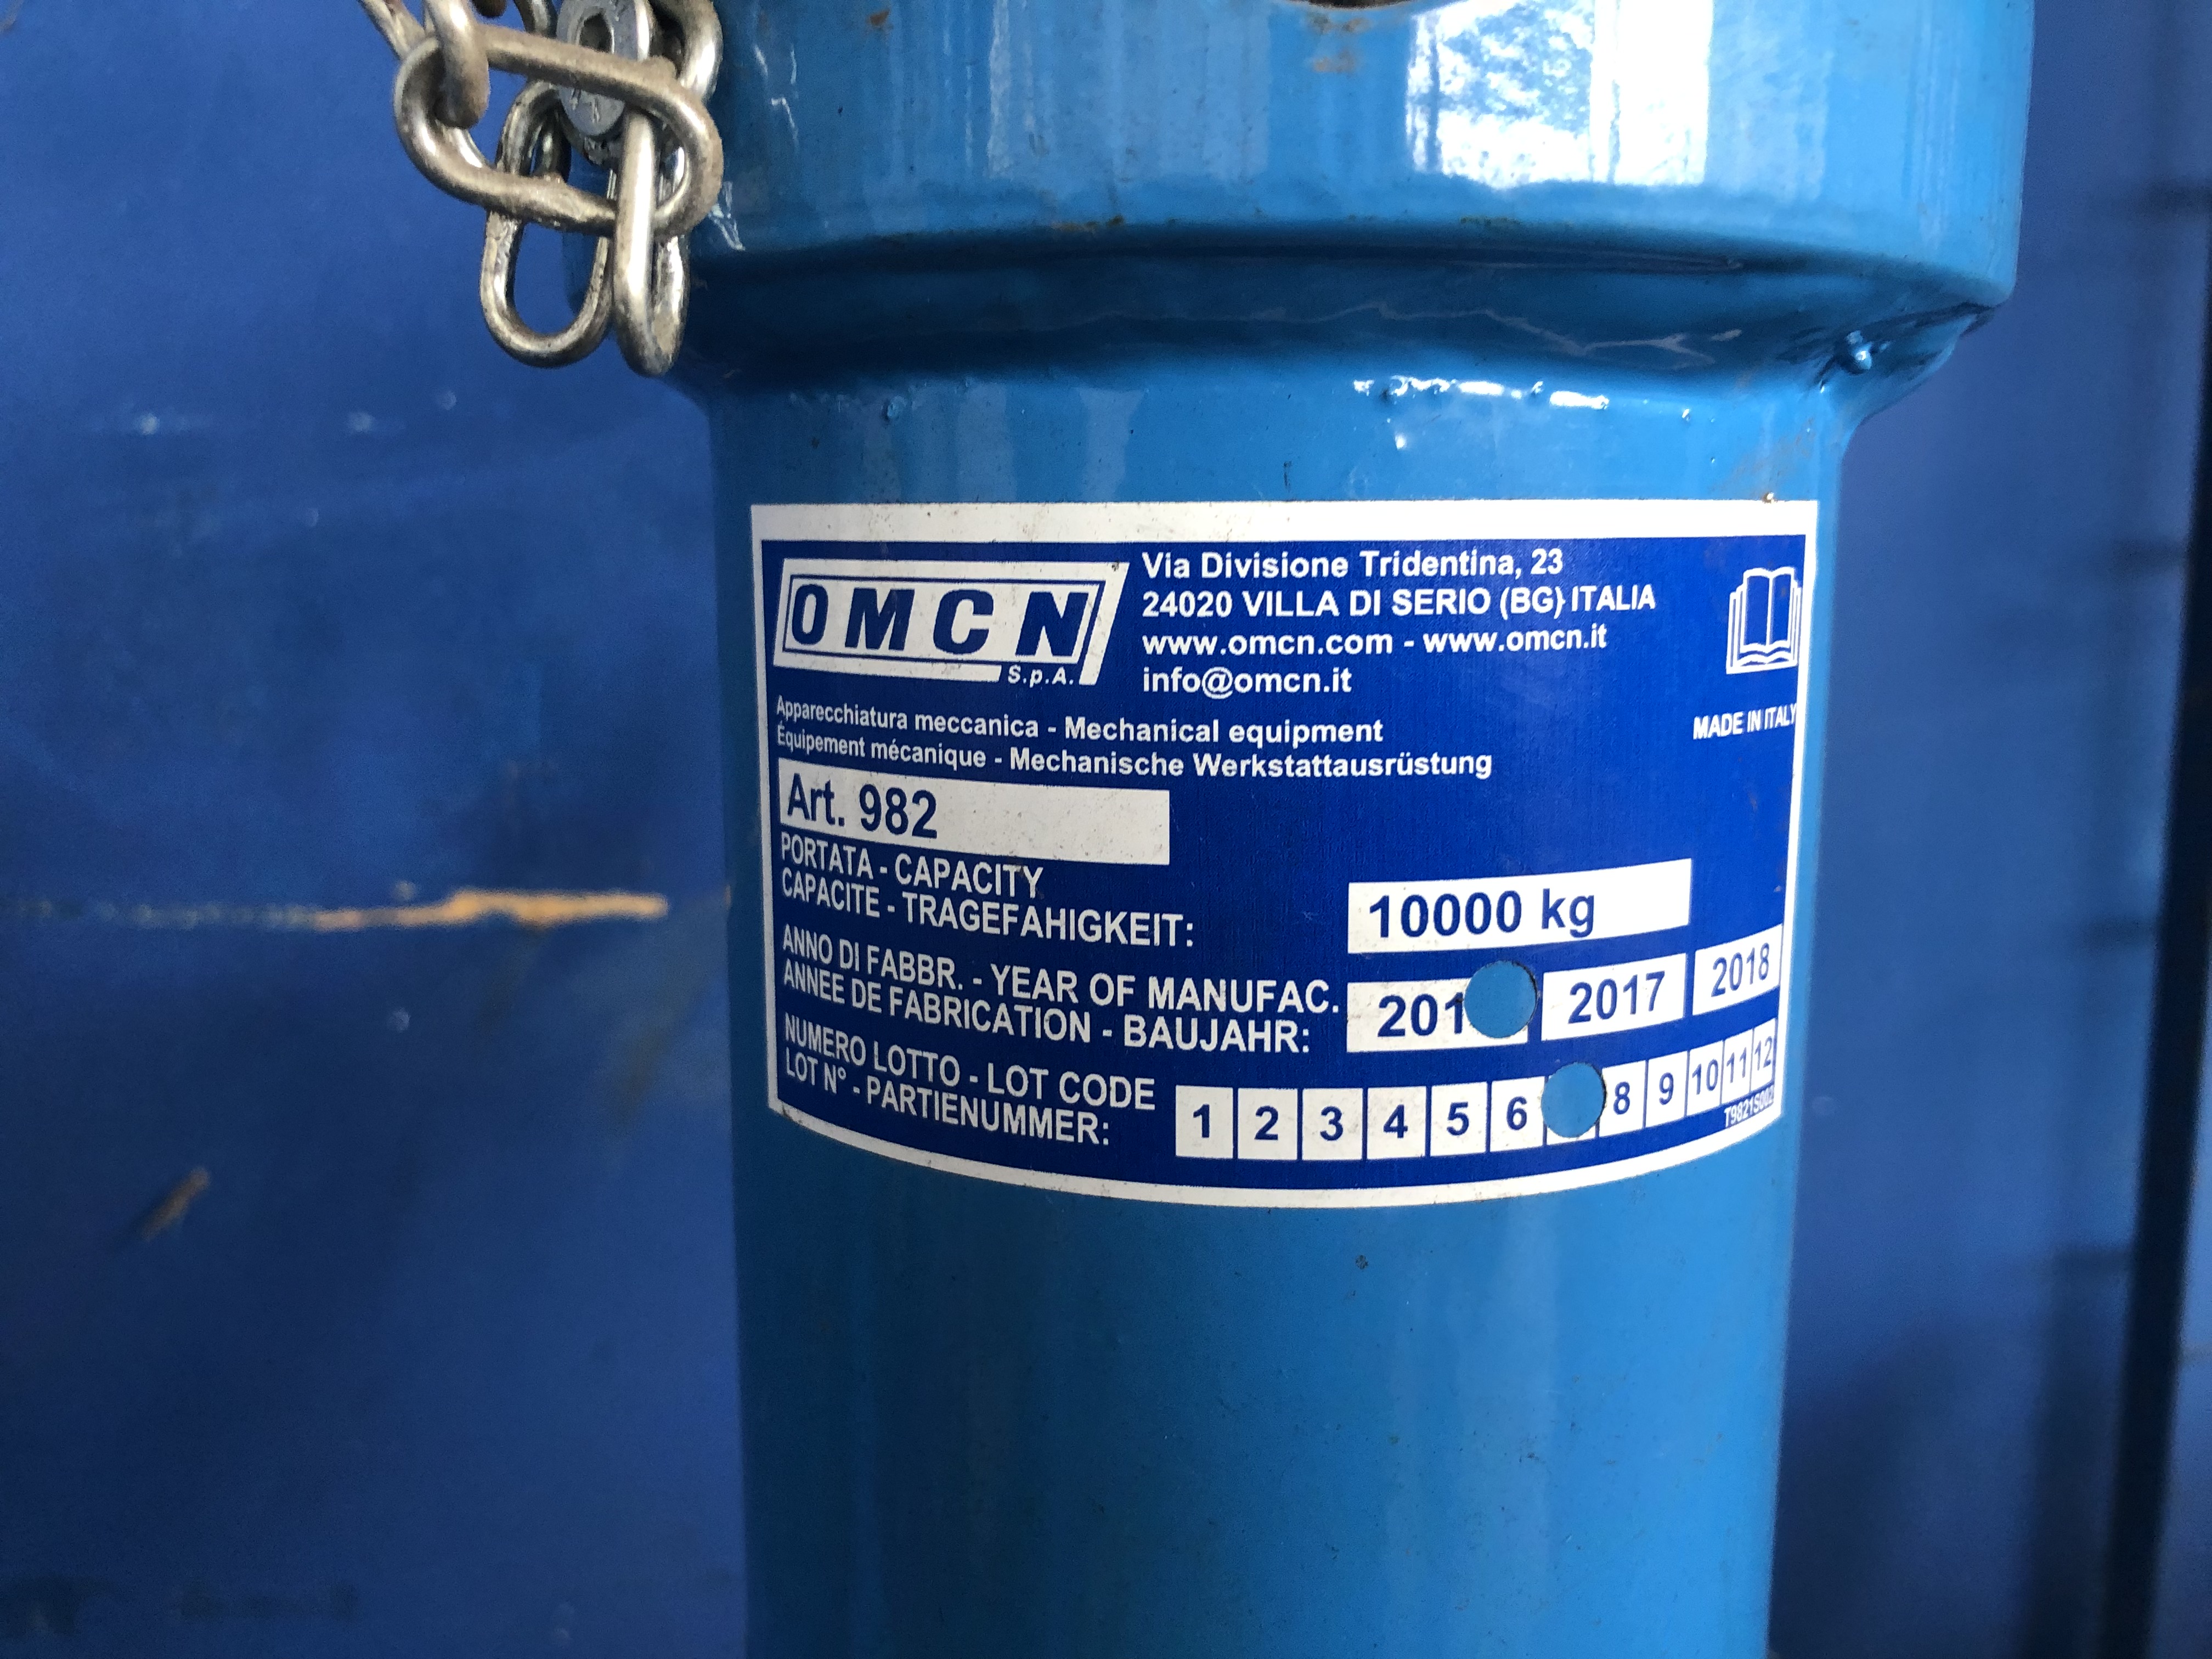 OMCN
S.p.A.
Via Divisione Tridentina, 23
24020 VILLA DI SERIO (BG) ITALIA
www.omcn.com - www.omcn.it
info@omcn.it
MADE IN ITALY
Apparecchiatura meccanica - Mechanical equipment
Équipement mécanique - Mechanische Werkstattausrüstung
Art. 982
PORTATA - CAPACITY
CAPACITE - TRAGEFAHIGKEIT:
10000 kg
ANNO DI FABBR. - YEAR OF MANUFAC.
ANNEE DE FABRICATION - BAUJAHR:
201 2017 2018
NUMERO LOTTO - LOT CODE
LOT N° - PARTIENUMMER:
1 2 3 4 5 6 8 9 10 11 12